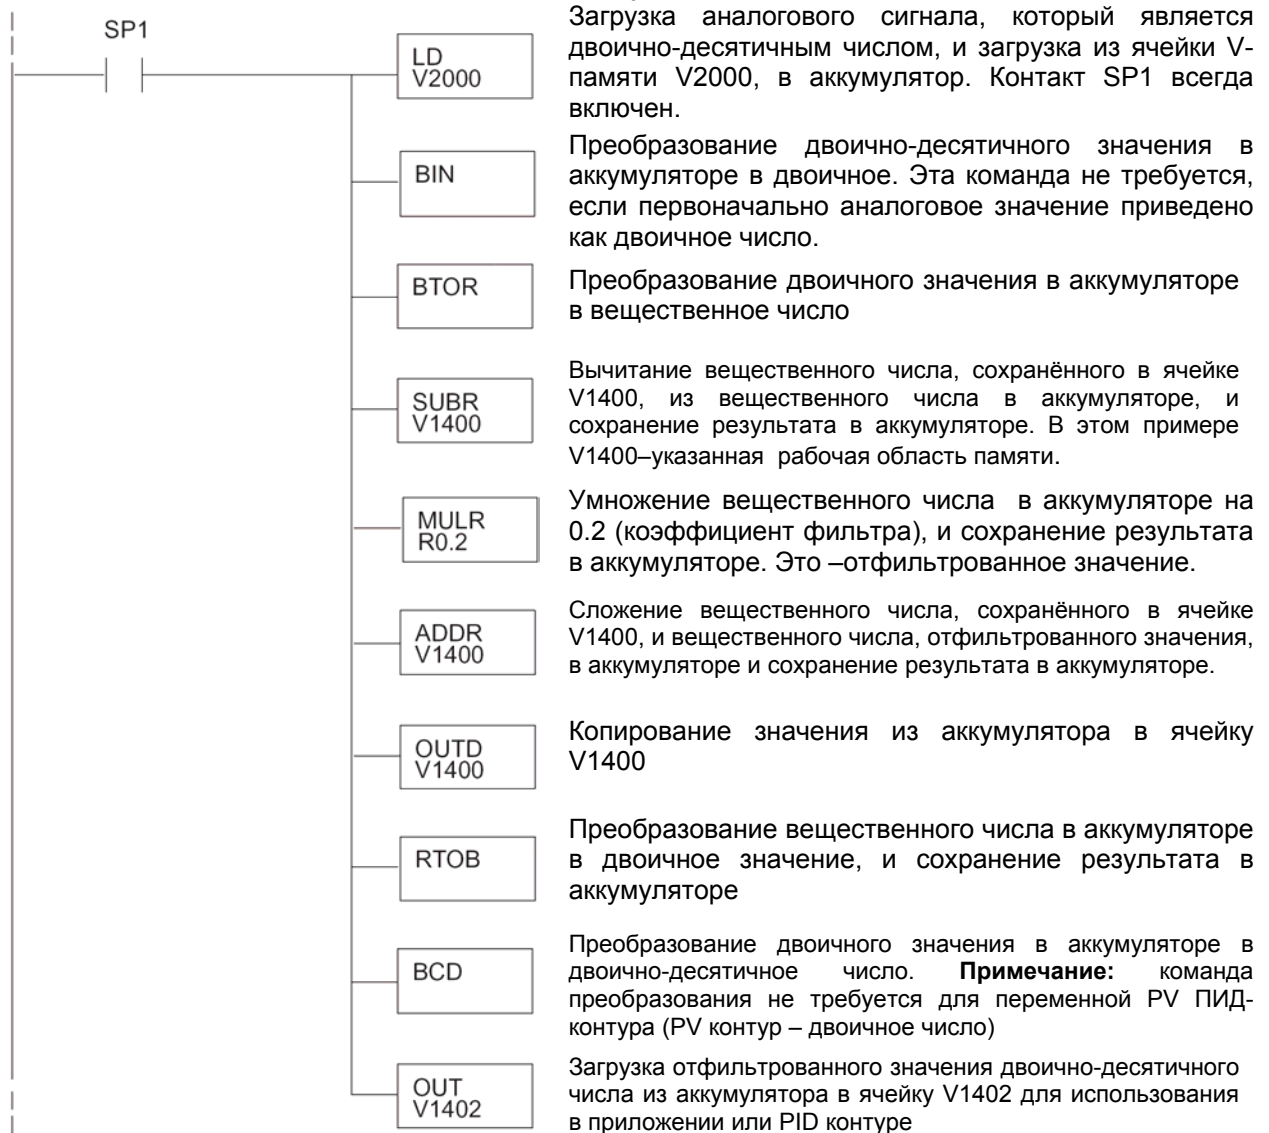 SP1
LD
V2000
Загрузка аналогового сигнала, который является
двоично-десятичным числом, и загрузка из ячейки V-
памяти V2000, в аккумулятор. Контакт SP1 всегда
включен.
BIN
Преобразование двоично-десятичного значения в
аккумуляторе в двоичное. Эта команда не требуется,
если первоначально аналоговое значение приведено
как двоичное число.
BTOR
Преобразование двоичного значения в аккумуляторе
в вещественное число
SUBR
V1400
Вычитание вещественного числа, сохранённого в ячейке
V1400, из вещественного числа в аккумуляторе, и
сохранение результата в аккумуляторе. В этом примере
V1400–указанная рабочая область памяти.
MULR
R0.2
Умножение вещественного числа в аккумуляторе на
0.2 (коэффициент фильтра), и сохранение результата
в аккумуляторе. Это –отфильтрованное значение.
ADDR
V1400
Сложение вещественного числа, сохранённого в ячейке
V1400, и вещественного числа, отфильтрованного значения,
в аккумуляторе и сохранение результата в аккумуляторе.
OUTD
V1400
Копирование значения из аккумулятора в ячейку
V1400
RTOB
Преобразование вещественного числа в аккумуляторе
в двоичное значение, и сохранение результата в
аккумуляторе
BCD
Преобразование двоичного значения в аккумуляторе в
двоично-десятичное число. Примечание: команда
преобразования не требуется для переменной PV ПИД-
контура (PV контур – двоичное число)
OUT
V1402
Загрузка отфильтрованного значения двоично-десятичного
числа из аккумулятора в ячейку V1402 для использования
в приложении или PID контуре